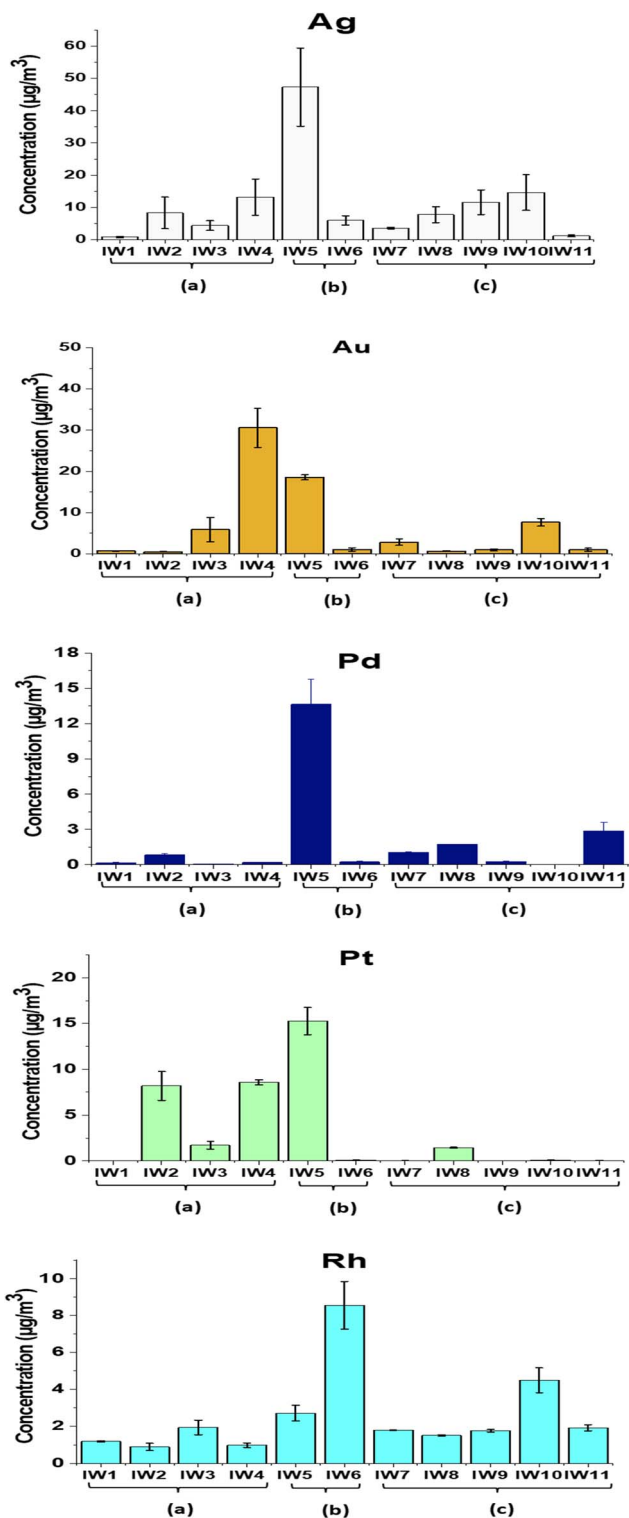 Ag
Concentration (µg/m³)
60
50
40
30
20
10
0
IW1 IW2 IW3 IW4 IW5 IW6 IW7 IW8 IW9 IW10 IW11
(a) (b) (c)
Au
Concentration (µg/m³)
50
40
30
20
10
0
IW1 IW2 IW3 IW4 IW5 IW6 IW7 IW8 IW9 IW10 IW11
(a) (b) (c)
Pd
Concentration (µg/m³)
18
15
12
9
6
3
0
IW1 IW2 IW3 IW4 IW5 IW6 IW7 IW8 IW9 IW10 IW11
(a) (b) (c)
Pt
Concentration (µg/m³)
20
15
10
5
0
IW1 IW2 IW3 IW4 IW5 IW6 IW7 IW8 IW9 IW10 IW11
(a) (b) (c)
Rh
Concentration (µg/m³)
10
8
6
4
2
0
IW1 IW2 IW3 IW4 IW5 IW6 IW7 IW8 IW9 IW10 IW11
(a) (b) (c)